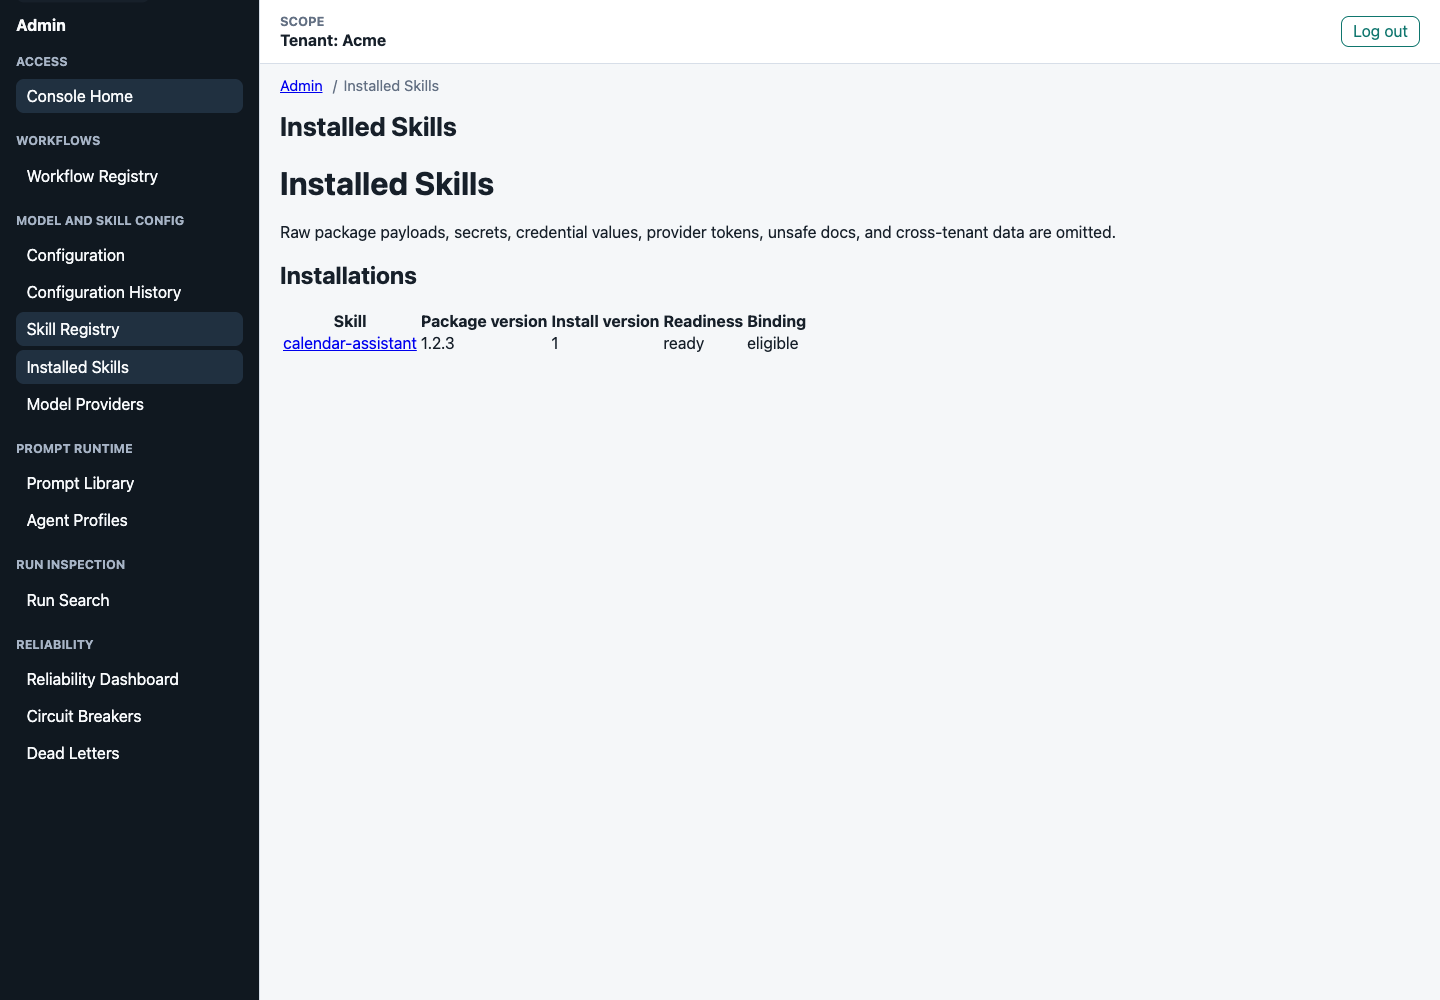 Admin
ACCESS
Console Home
WORKFLOWS
Workflow Registry
MODEL AND SKILL CONFIG
Configuration
Configuration History
Skill Registry
Installed Skills
Model Providers
PROMPT RUNTIME
Prompt Library
Agent Profiles
RUN INSPECTION
Run Search
RELIABILITY
Reliability Dashboard
Circuit Breakers
Dead Letters
SCOPE
Tenant: Acme
Log out
Admin / Installed Skills
Installed Skills
Installed Skills
Raw package payloads, secrets, credential values, provider tokens, unsafe docs, and cross-tenant data are omitted.
Installations
Skill Package version Install version Readiness Binding
calendar-assistant 1.2.3 1 ready eligible